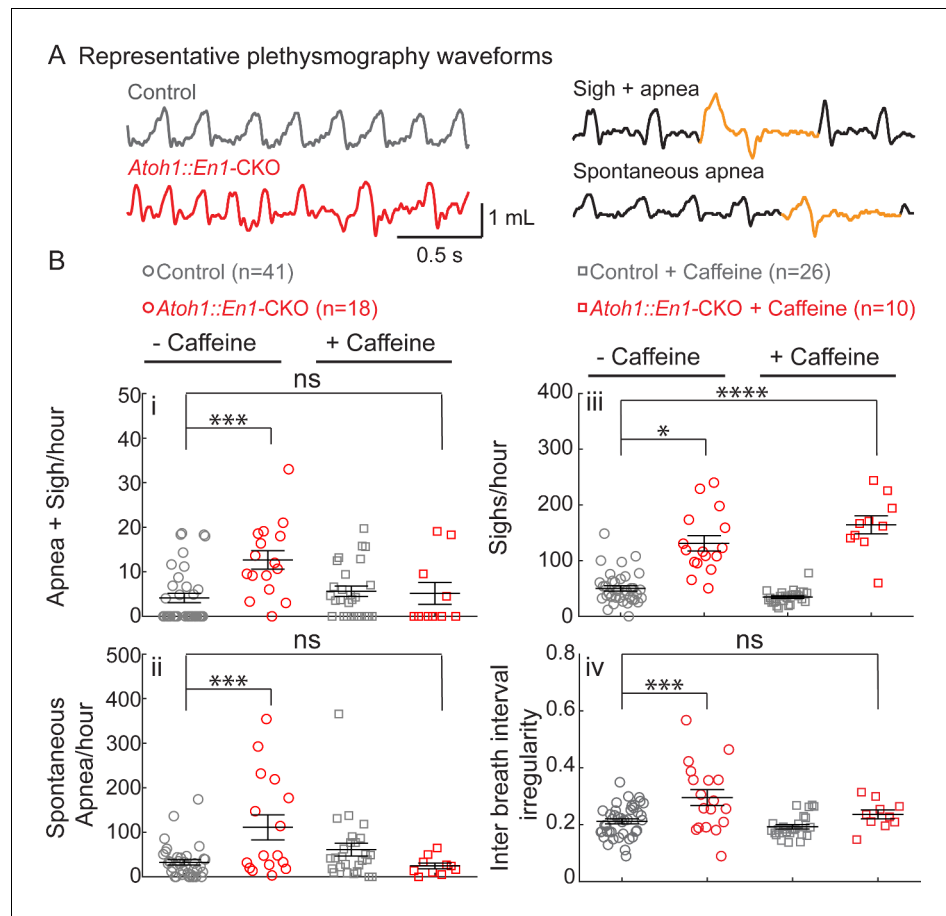 A Representative plethysmography waveforms
Control
Atoh1::En1-CKO
1 mL
0.5 s
Sigh + apnea
Spontaneous apnea
B
Control (n=41)
Atoh1::En1-CKO (n=18)
Control + Caffeine (n=26)
Atoh1::En1-CKO + Caffeine (n=10)
- Caffeine
+ Caffeine
i
ns
***
50
40
30
20
10
0
Apnea + Sigh/hour
ii
ns
***
500
400
300
200
100
0
Spontaneous
Apnea/hour
- Caffeine
+ Caffeine
iii
****
*
400
300
200
100
0
Sighs/hour
iv
ns
***
0.8
0.6
0.4
0.2
0
Inter breath interval
irregularity